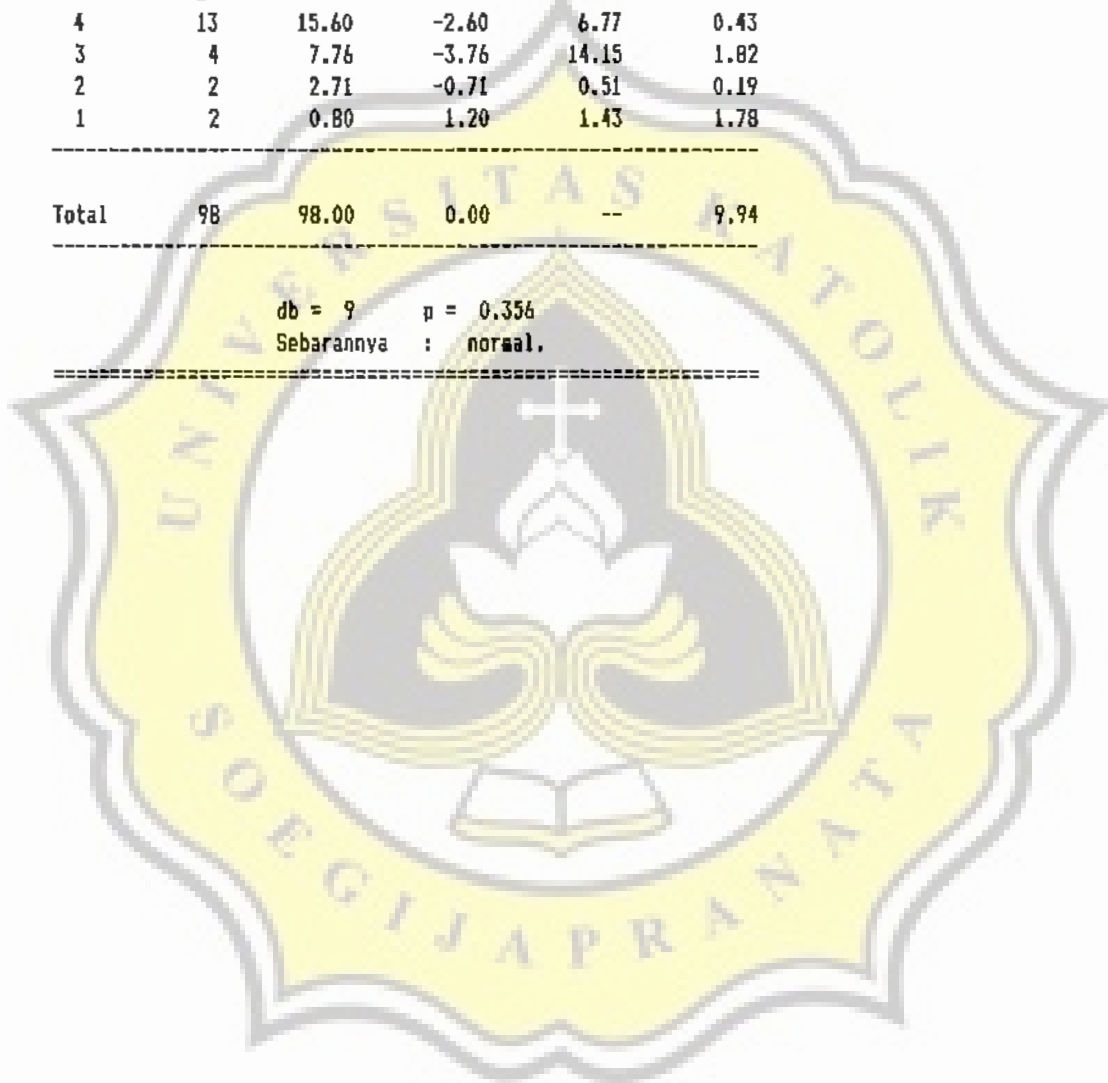 4 13 15.60 -2.60 6.77 0.43
3 4 7.76 -3.76 14.15 1.82
2 2 2.71 -0.71 0.51 0.19
1 2 0.80 1.20 1.43 1.78
Total 98 98.00 0.00 -- 9.94
db = 9 p = 0.356
Sebarannya : normal.
UNIVERSITAS KATOLIK
SOEGIJAPRANATA